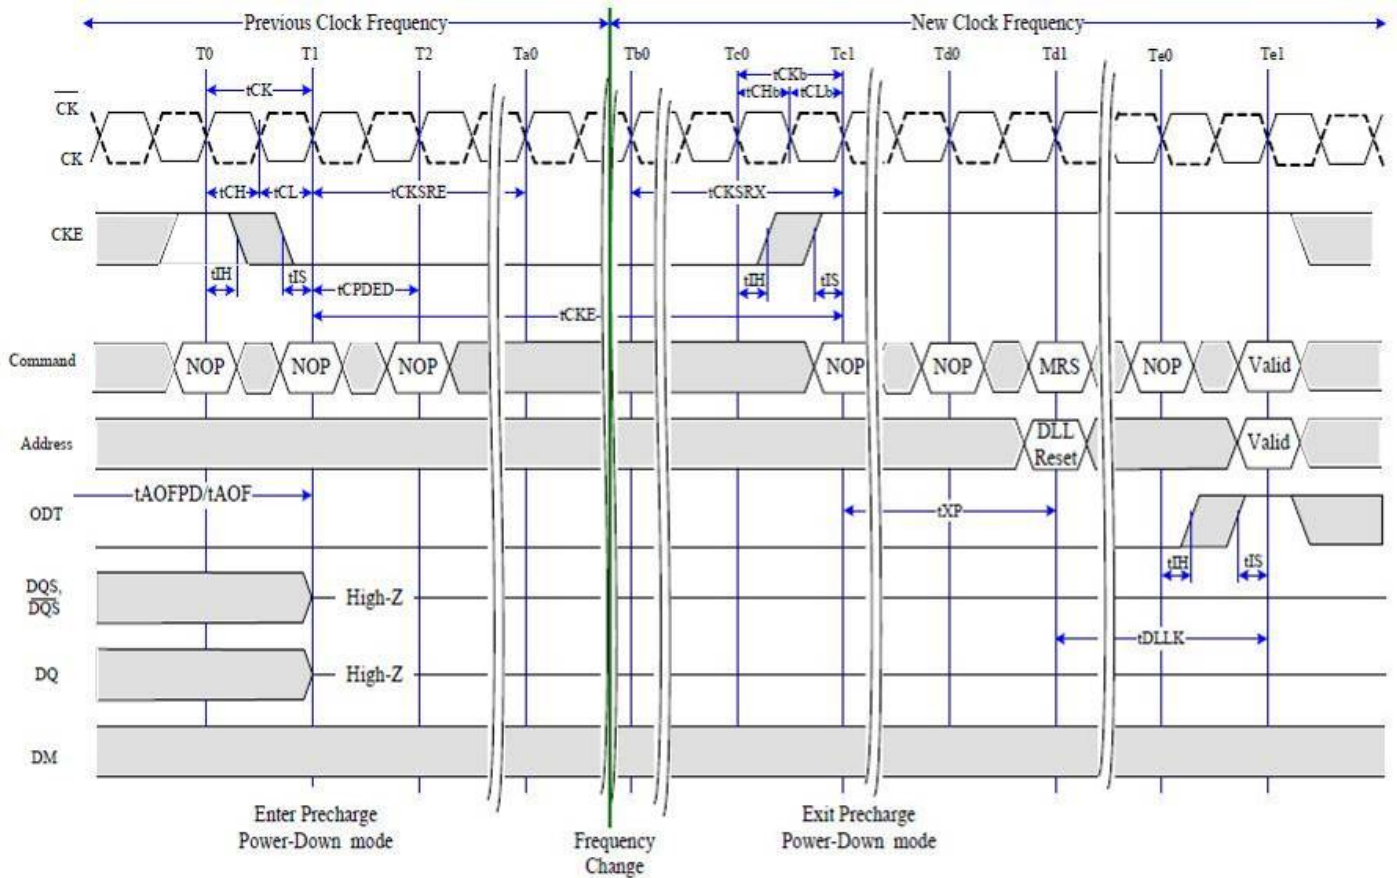 Previous Clock Frequency
New Clock Frequency
T0
T1
T2
Ta0
Tb0
Tc0
Tc1
Td0
Td1
Te0
Te1
tCK
tCKb
tCHb
tCLb
CK
CK
tCH
tCL
tCKSRE
tCKSRX
CKE
tIH
tIS
tCPDED
tIH
tIS
tCKE
Command
NOP
NOP
NOP
NOP
NOP
MRS
NOP
Valid
Address
DLL
Reset
Valid
tAOFPD/tAOF
ODT
tXP
tIH
tIS
DQS,
DQS
High-Z
tDLLK
DQ
High-Z
DM
Enter Precharge
Power-Down mode
Frequency
Change
Exit Precharge
Power-Down mode